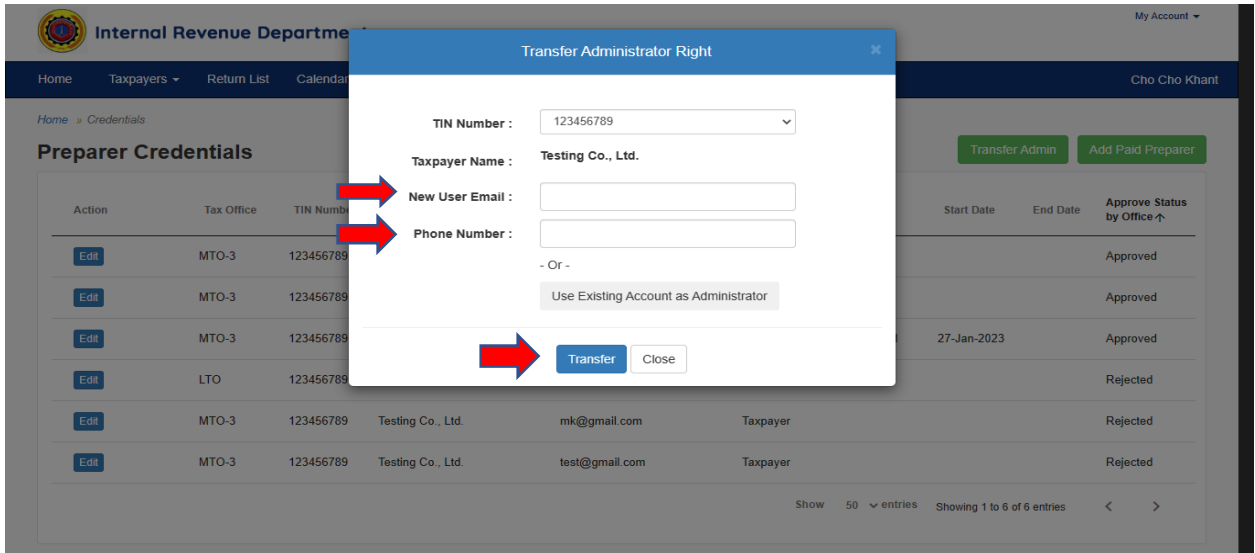 My Account
Internal Revenue Departme
Transfer Administrator Right
×
Home Taxpayers Return List Calendar Cho Cho Khant
Home » Credentials
Preparer Credentials
Transfer Admin Add Paid Preparer
TIN Number : 123456789
Taxpayer Name : Testing Co., Ltd.
New User Email :
Phone Number :
- Or -
Use Existing Account as Administrator
Transfer Close
Action Tax Office TIN Numbe Start Date End Date Approve Status
by Office
Edit MTO-3 123456789 Approved
Edit MTO-3 123456789 Approved
Edit MTO-3 123456789 27-Jan-2023 Approved
Edit LTO 123456789 Rejected
Edit MTO-3 123456789 Testing Co., Ltd. mk@gmail.com Taxpayer Rejected
Edit MTO-3 123456789 Testing Co., Ltd. test@gmail.com Taxpayer Rejected
Show 50 entries Showing 1 to 6 of 6 entries < >